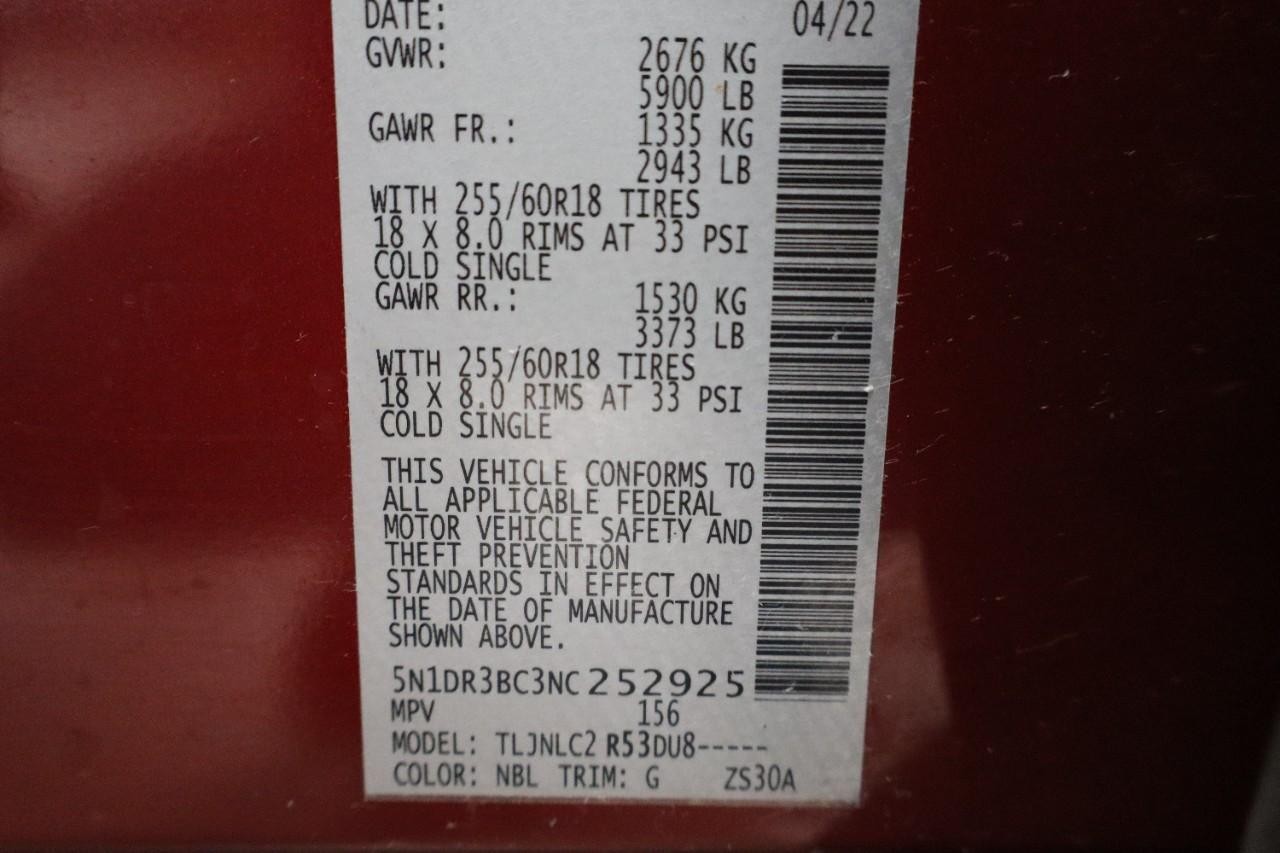 DATE: 04/22
GVWR: 2676 KG
5900 LB
GAWR FR.: 1335 KG
2943 LB
WITH 255/60R18 TIRES
18 X 8.0 RIMS AT 33 PSI
COLD SINGLE
GAWR RR.: 1530 KG
3373 LB
WITH 255/60R18 TIRES
18 X 8.0 RIMS AT 33 PSI
COLD SINGLE
THIS VEHICLE CONFORMS TO
ALL APPLICABLE FEDERAL
MOTOR VEHICLE SAFETY AND
THEFT PREVENTION
STANDARDS IN EFFECT ON
THE DATE OF MANUFACTURE
SHOWN ABOVE.
5N1DR3BC3NC252925
MPV 156
MODEL: TLJNLC2 R53DU8-----
COLOR: NBL TRIM: G ZS30A